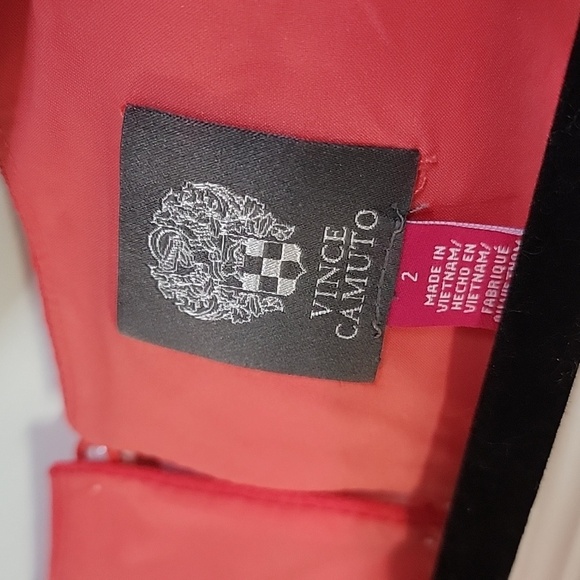 VINCE
CAMUTO
2
MADE IN
VIETNAM/
HECHO EN
VIETNAM/
FABRIQUÉ